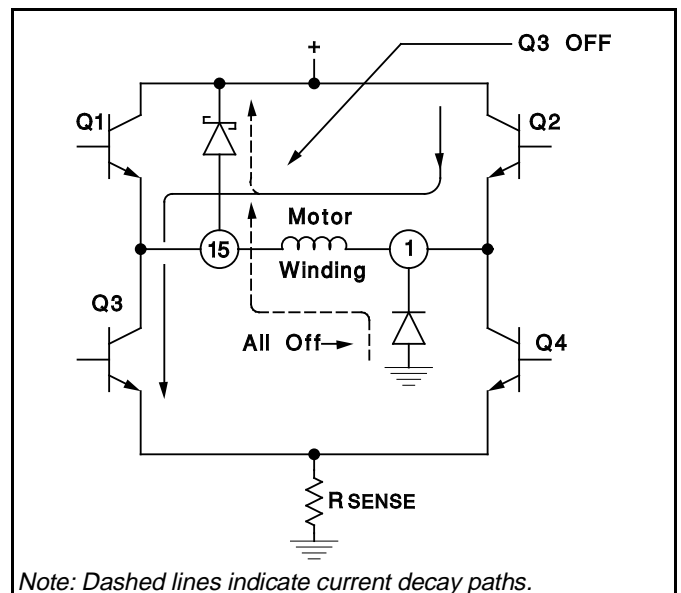 Q3 OFF
+
Q1
Q2
Motor
15
1
Winding
Q3
All Off
Q4
RSENSE
Note: Dashed lines indicate current decay paths.